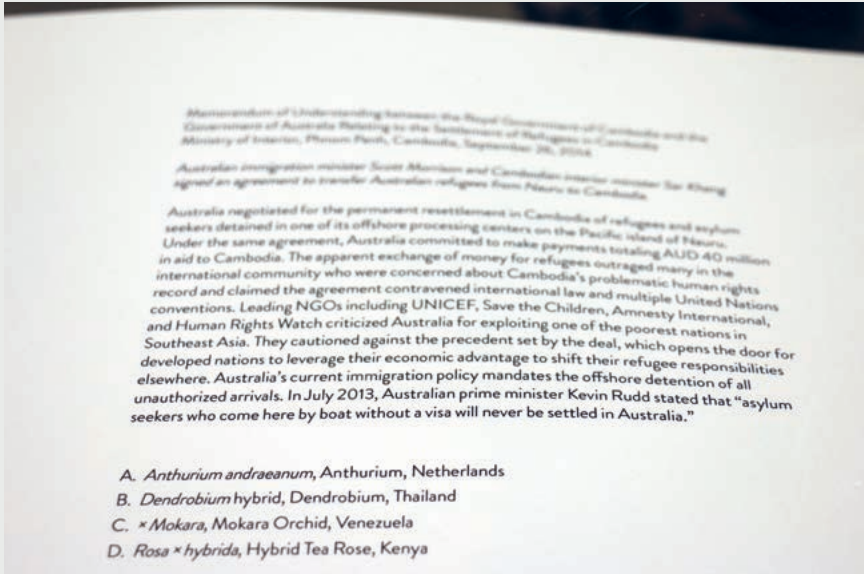 Memorandum of Understanding between the Royal Government of Cambodia and the
Government of Australia Relating to the Settlement of Refugees in Cambodia
Ministry of Interior, Phnom Penh, Cambodia, September 26, 2014
Australian immigration minister Scott Morrison and Cambodian interior minister Sar Kheng
signed an agreement to transfer Australian refugees from Nauru to Cambodia
Australia negotiated for the permanent resettlement in Cambodia of refugees and asylum
seekers detained in one of its offshore processing centers on the Pacific island of Nauru.
Under the same agreement, Australia committed to make payments totaling AUD 40 million
in aid to Cambodia. The apparent exchange of money for refugees outraged many in the
international community who were concerned about Cambodia's problematic human rights
record and claimed the agreement contravened international law and multiple United Nations
conventions. Leading NGOs including UNICEF, Save the Children, Amnesty International,
and Human Rights Watch criticized Australia for exploiting one of the poorest nations in
Southeast Asia. They cautioned against the precedent set by the deal, which opens the door for
developed nations to leverage their economic advantage to shift their refugee responsibilities
elsewhere. Australia's current immigration policy mandates the offshore detention of all
unauthorized arrivals. In July 2013, Australian prime minister Kevin Rudd stated that "asylum
seekers who come here by boat without a visa will never be settled in Australia."
A. Anthurium andraeanum, Anthurium, Netherlands
B. Dendrobium hybrid, Dendrobium, Thailand
C. × Mokara, Mokara Orchid, Venezuela
D. Rosa × hybrida, Hybrid Tea Rose, Kenya